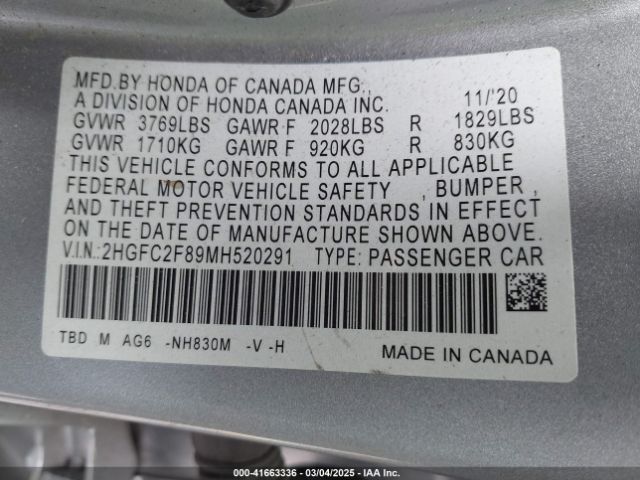 MFD.BY HONDA OF CANADA MFG.,
A DIVISION OF HONDA CANADA INC. 11/'20
GVWR 3769LBS GAWR F 2028LBS R 1829LBS
GVWR 1710KG GAWR F 920KG R 830KG
THIS VEHICLE CONFORMS TO ALL APPLICABLE
FEDERAL MOTOR VEHICLE SAFETY , BUMPER ,
AND THEFT PREVENTION STANDARDS IN EFFECT
ON THE DATE OF MANUFACTURE SHOWN ABOVE.
V.I.N.:2HGFC2F89MH520291 TYPE: PASSENGER CAR
TBD M AG6 -NH830M -V -H MADE IN CANADA
000-41663336 - 03/04/2025 - IAA Inc.